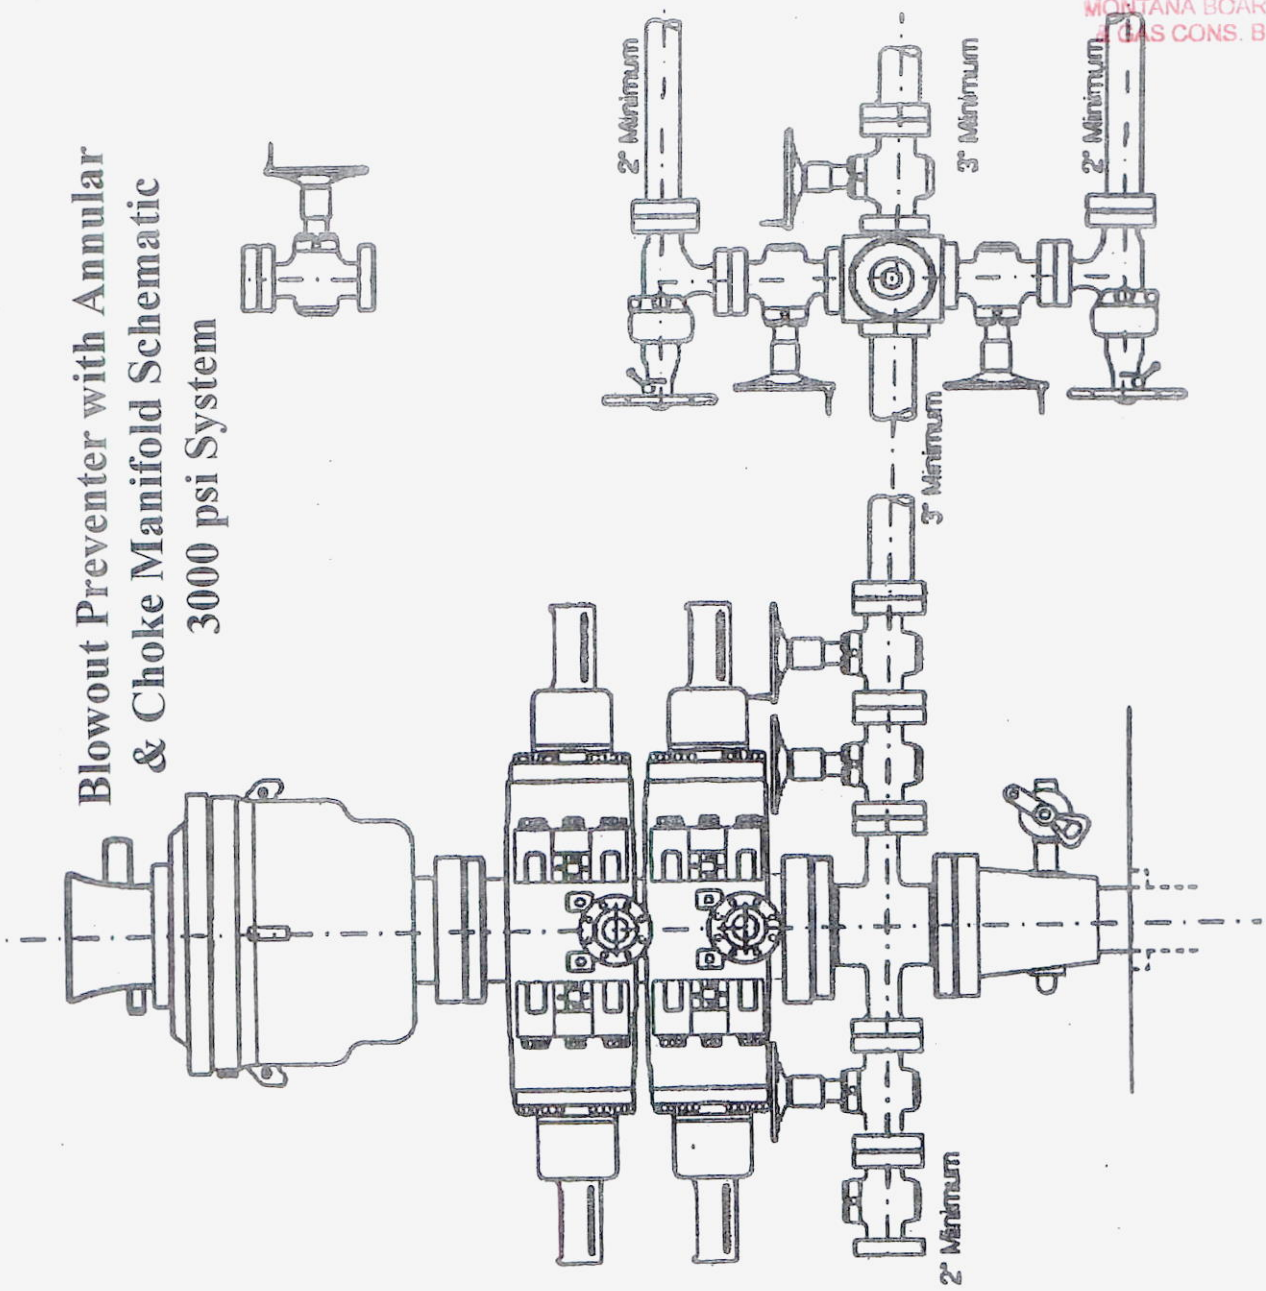 Blowout Preventer with Annular
& Choke Manifold Schematic
3000 psi System
MONTANA BOAR
& GAS CONS. B
2" Minimum
3" Minimum
2" Minimum
3" Minimum
2" Minimum